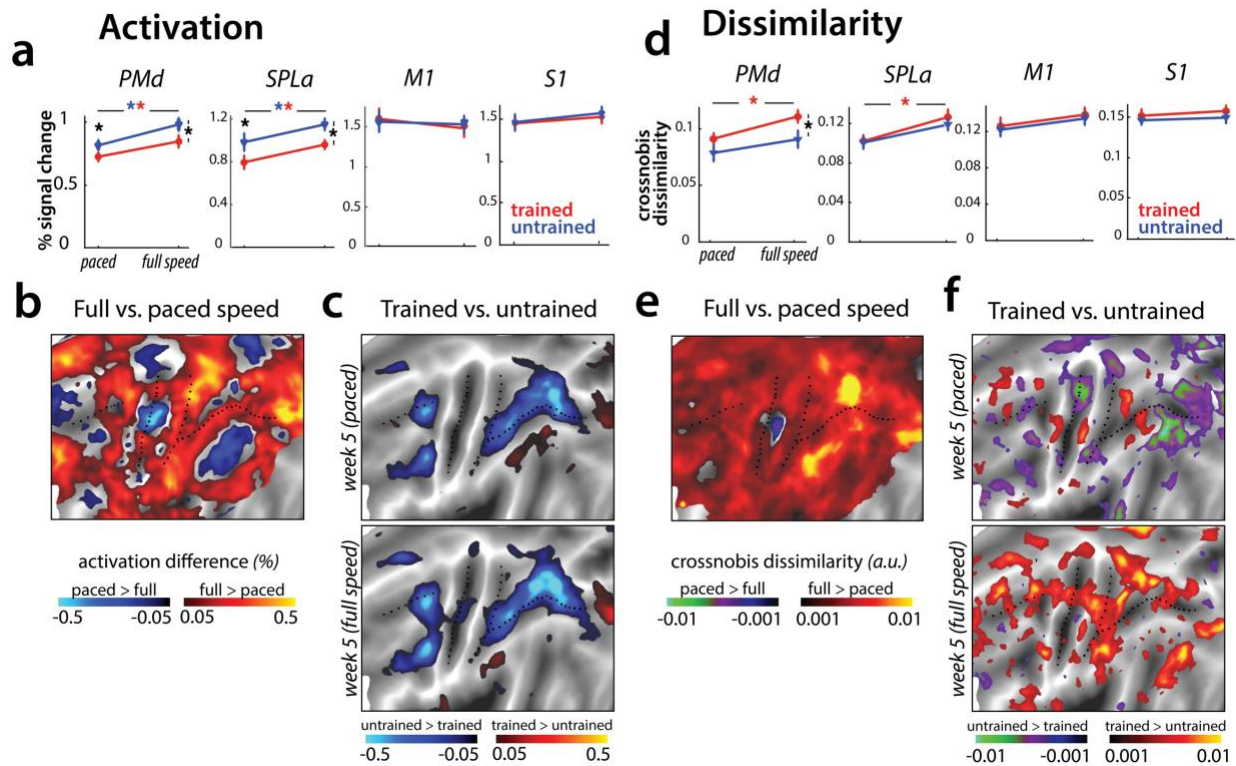 Activation
Dissimilarity
a
PMd
SPLa
M1
S1
d
PMd
SPLa
M1
S1
% signal change
1
0.5
0
**
*
*
paced
full speed
1.2
0.8
0.4
0
**
*
*
1.5
1
1.5
0
1.5
1
1.5
0
trained
untrained
crossnobis
dissimilarity
0.1
0.05
0
*
*
paced
full speed
0.12
0.08
0.04
0
*
0.12
0.08
0.04
0
0.15
0.1
0.15
0
trained
untrained
b
Full vs. paced speed
c
Trained vs. untrained
e
Full vs. paced speed
f
Trained vs. untrained
week 5 (paced)
week 5 (full speed)
week 5 (paced)
week 5 (full speed)
activation difference (%)
paced > full
full > paced
-0.5
-0.05
0.05
0.5
crossnobis dissimilarity (a.u.)
paced > full
full > paced
-0.01
-0.001
0.001
0.01
untrained > trained
trained > untrained
-0.5
-0.05
0.05
0.5
untrained > trained
trained > untrained
-0.01
-0.001
0.001
0.01